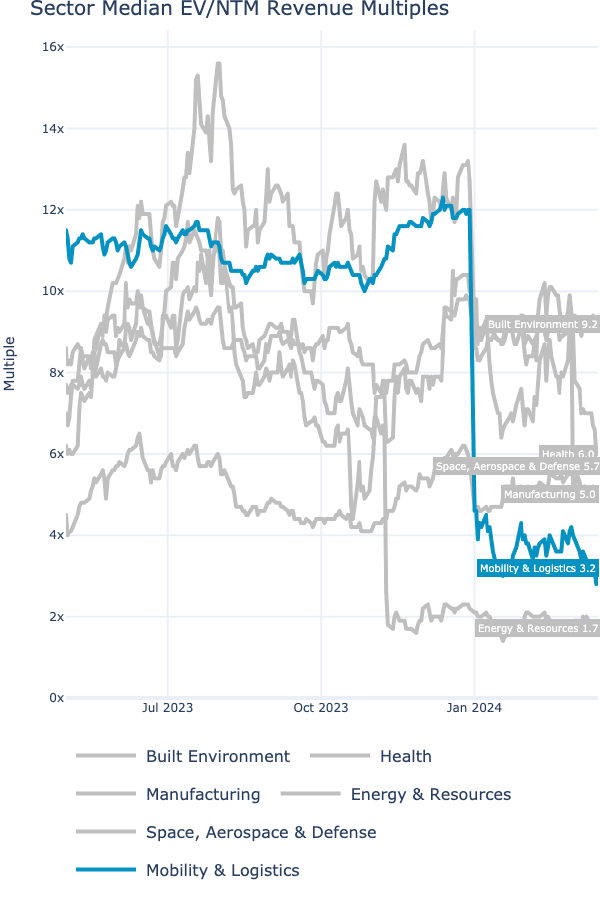 Sector Median EV/NTM Revenue Multiples
16x
14x
12x
10x
8x
6x
4x
2x
0x
Multiple
Built Environment 9.2
Health 6.0
Space, Aerospace & Defense 5.7
Manufacturing 5.0
Mobility & Logistics 3.2
Energy & Resources 1.7
Jul 2023
Oct 2023
Jan 2024
Built Environment
Health
Manufacturing
Energy & Resources
Space, Aerospace & Defense
Mobility & Logistics